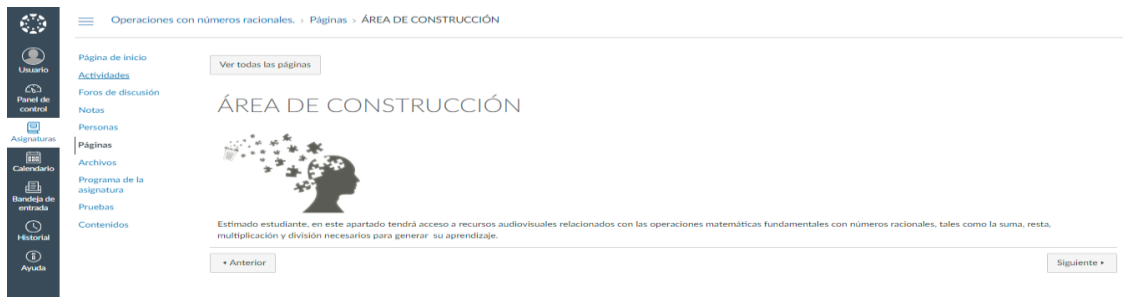 Operaciones con números racionales. › Páginas › ÁREA DE CONSTRUCCIÓN
Usuario
Panel de
control
Asignaturas
Calendario
Bandeja de
entrada
Historial
Ayuda
Página de inicio
Actividades
Foros de discusión
Notas
Personas
Páginas
Archivos
Programa de la
asignatura
Pruebas
Contenidos
Ver todas las páginas
ÁREA DE CONSTRUCCIÓN
Estimado estudiante, en este apartado tendrá acceso a recursos audiovisuales relacionados con las operaciones matemáticas fundamentales con números racionales, tales como la suma, resta,
multiplicación y división necesarios para generar su aprendizaje.
◂ Anterior
Siguiente ▸